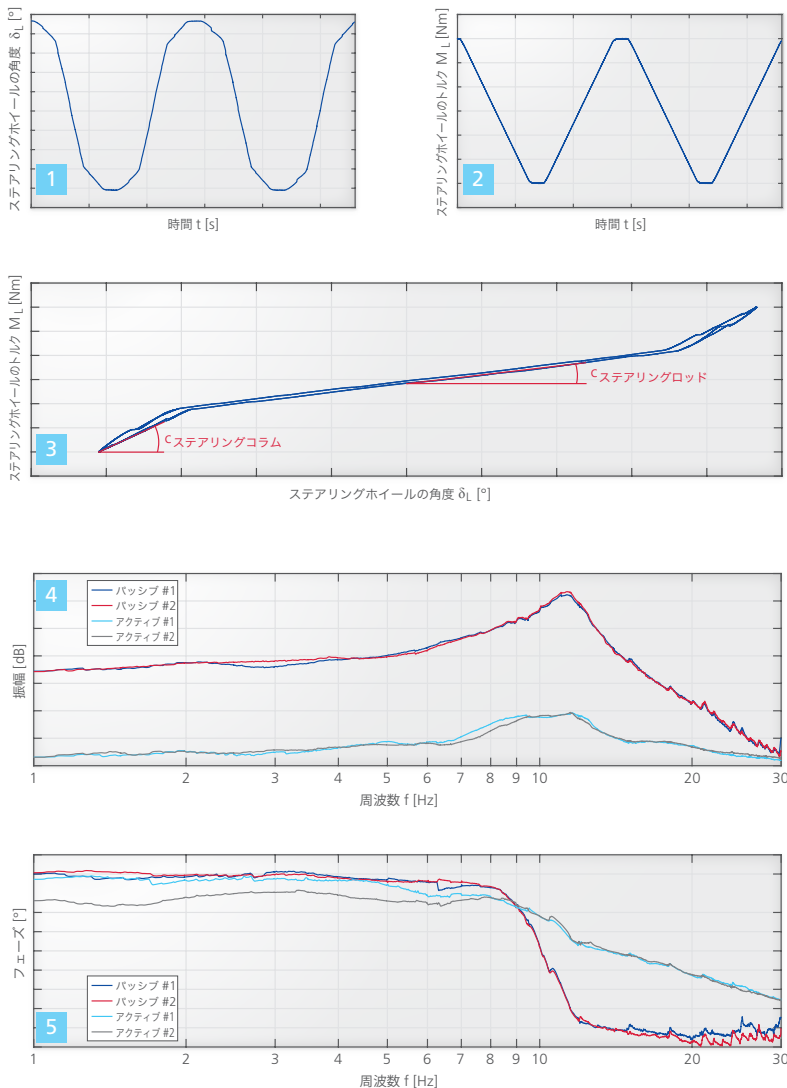 ステアリングホイールの角度 δL [°]
1
時間 t [s]
ステアリングホイールのトルク ML [Nm]
2
時間 t [s]
ステアリングホイールのトルク ML [Nm]
3
cステアリングロッド
cステアリングコラム
ステアリングホイールの角度 δL [°]
4
パッシブ #1
パッシブ #2
アクティブ #1
アクティブ #2
振幅 [dB]
1 2 3 4 5 6 7 8 9 10 20 30
周波数 f [Hz]
フェーズ [°]
パッシブ #1
パッシブ #2
アクティブ #1
アクティブ #2
5
1 2 3 4 5 6 7 8 9 10 20 30
周波数 f [Hz]